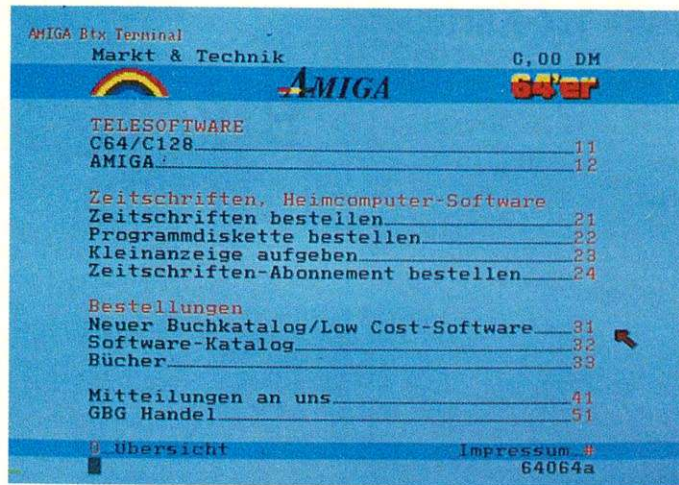 AMIGA Btx Terminal
Markt & Technik 0,00 DM
AMIGA 64'er
TELESOFTWARE
C64/C128 11
AMIGA 12
Zeitschriften, Heimcomputer-Software
Zeitschriften bestellen 21
Programmdiskette bestellen 22
Kleinanzeige aufgeben 23
Zeitschriften-Abonnement bestellen 24
Bestellungen
Neuer Buchkatalog/Low Cost-Software 31
Software-Katalog 32
Bücher 33
Mitteilungen an uns 41
GBG Handel 51
0 Übersicht Impressum #
64064a